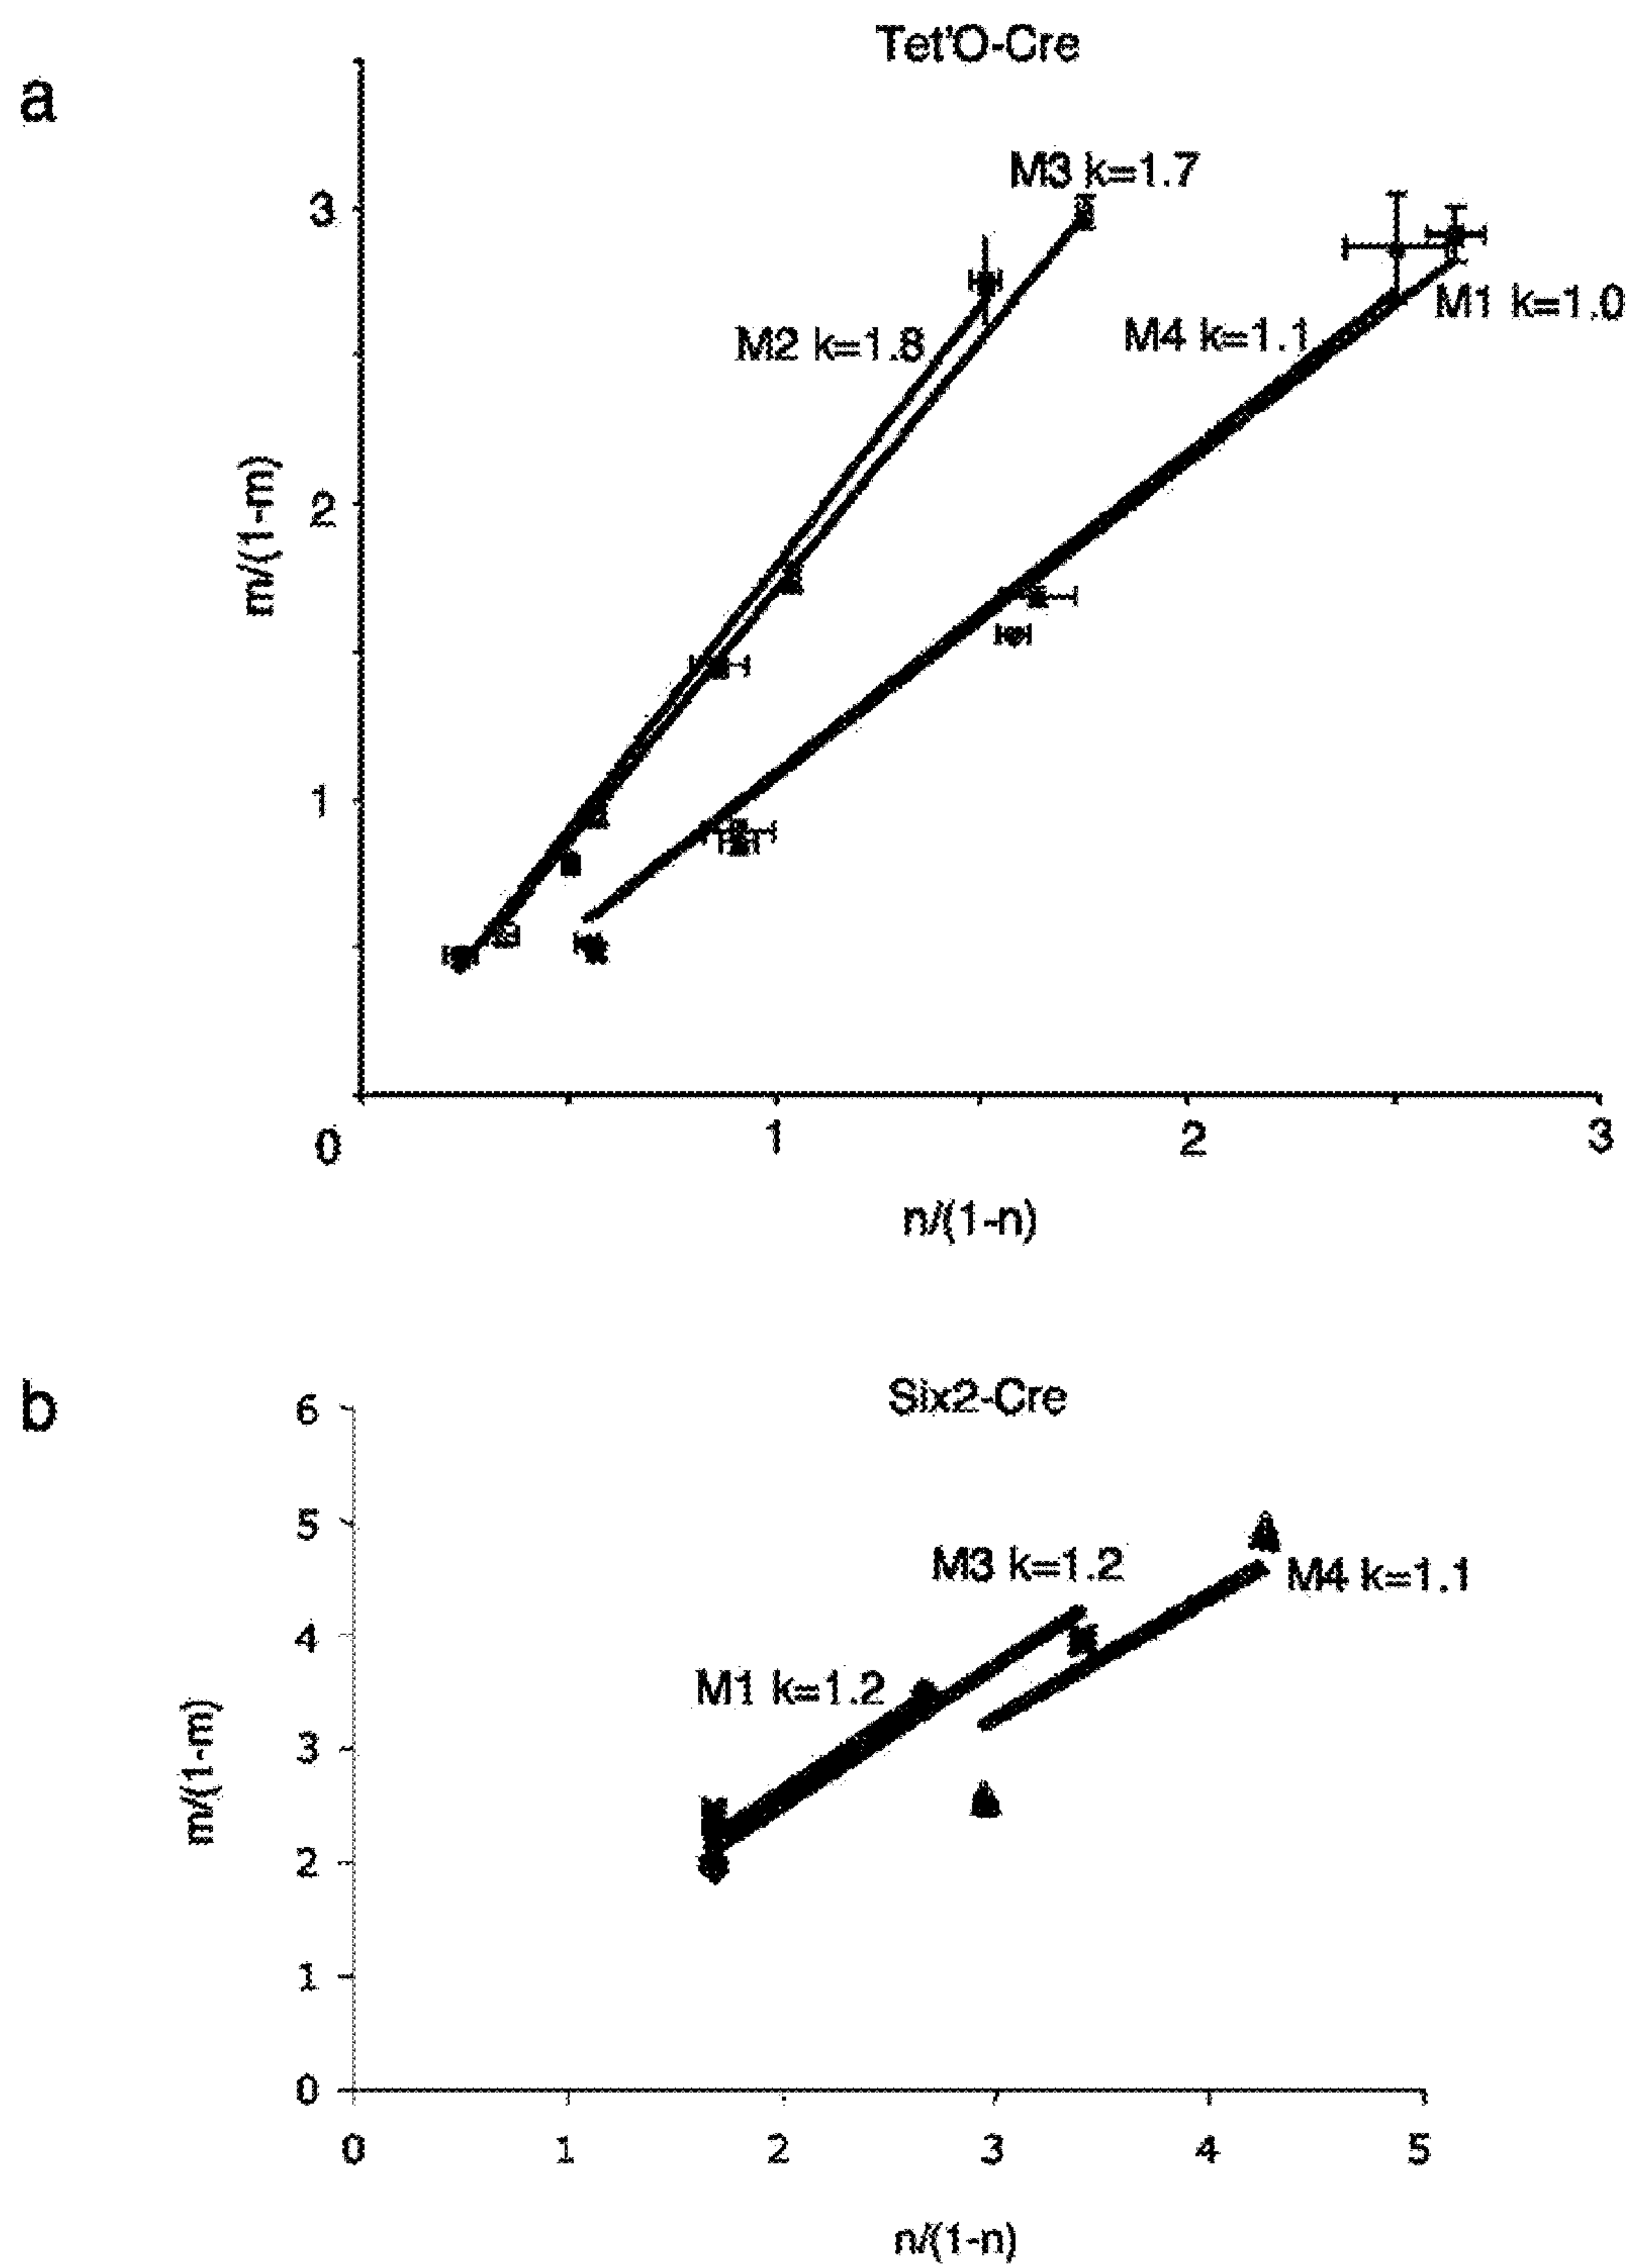 a
Tet'O-Cre
M3 k=1.7
3
M1 k=1.0
M4 k=1.1
M2 k=1.8
m/(1-m)
2
1
0
1
2
3
n/(1-n)
b
Six2-Cre
6
5
M3 k=1.2
M4 k=1.1
4
M1 k=1.2
3
m/(1-m)
2
1
0
0
1
2
3
4
5
n/(1-n)